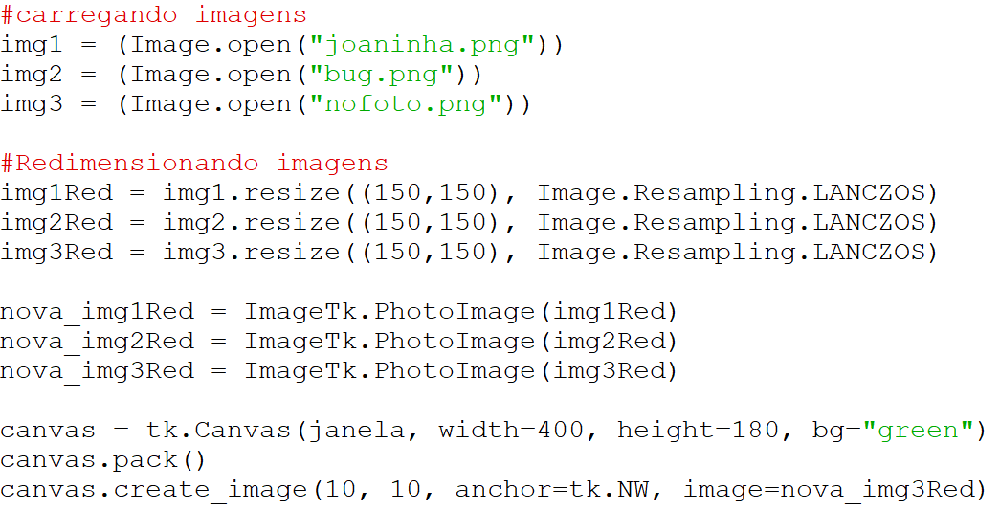 #carregando imagens
img1 = (Image.open("joaninha.png"))
img2 = (Image.open("bug.png"))
img3 = (Image.open("nofoto.png"))
#Redimensionando imagens
img1Red = img1.resize((150,150), Image.Resampling.LANCZOS)
img2Red = img2.resize((150,150), Image.Resampling.LANCZOS)
img3Red = img3.resize((150,150), Image.Resampling.LANCZOS)
nova_img1Red = ImageTk.PhotoImage(img1Red)
nova_img2Red = ImageTk.PhotoImage(img2Red)
nova_img3Red = ImageTk.PhotoImage(img3Red)
canvas = tk.Canvas(janela, width=400, height=180, bg="green")
canvas.pack()
canvas.create_image(10, 10, anchor=tk.NW, image=nova_img3Red)